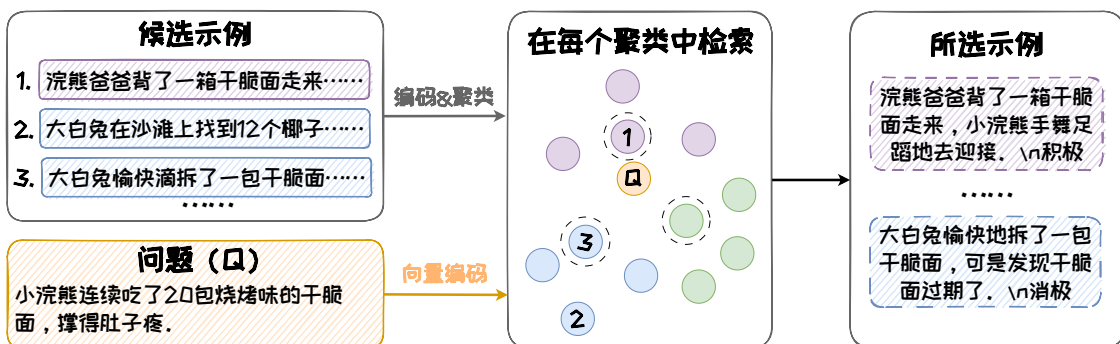 候选示例
1. 浣熊爸爸背了一箱干脆面走来……
2. 大白兔在沙滩上找到12个椰子……
3. 大白兔愉快滴拆了一包干脆面……
……
问题（Q）
小浣熊连续吃了20包烧烤味的干脆
面，撑得肚子疼.
编码&聚类
向量编码
在每个聚类中检索
1
Q
3
2
所选示例
浣熊爸爸背了一箱干脆
面走来，小浣熊手舞足
蹈地去迎接. \n积极
……
大白兔愉快地拆了一包
干脆面，可是发现干脆
面过期了. \n消极